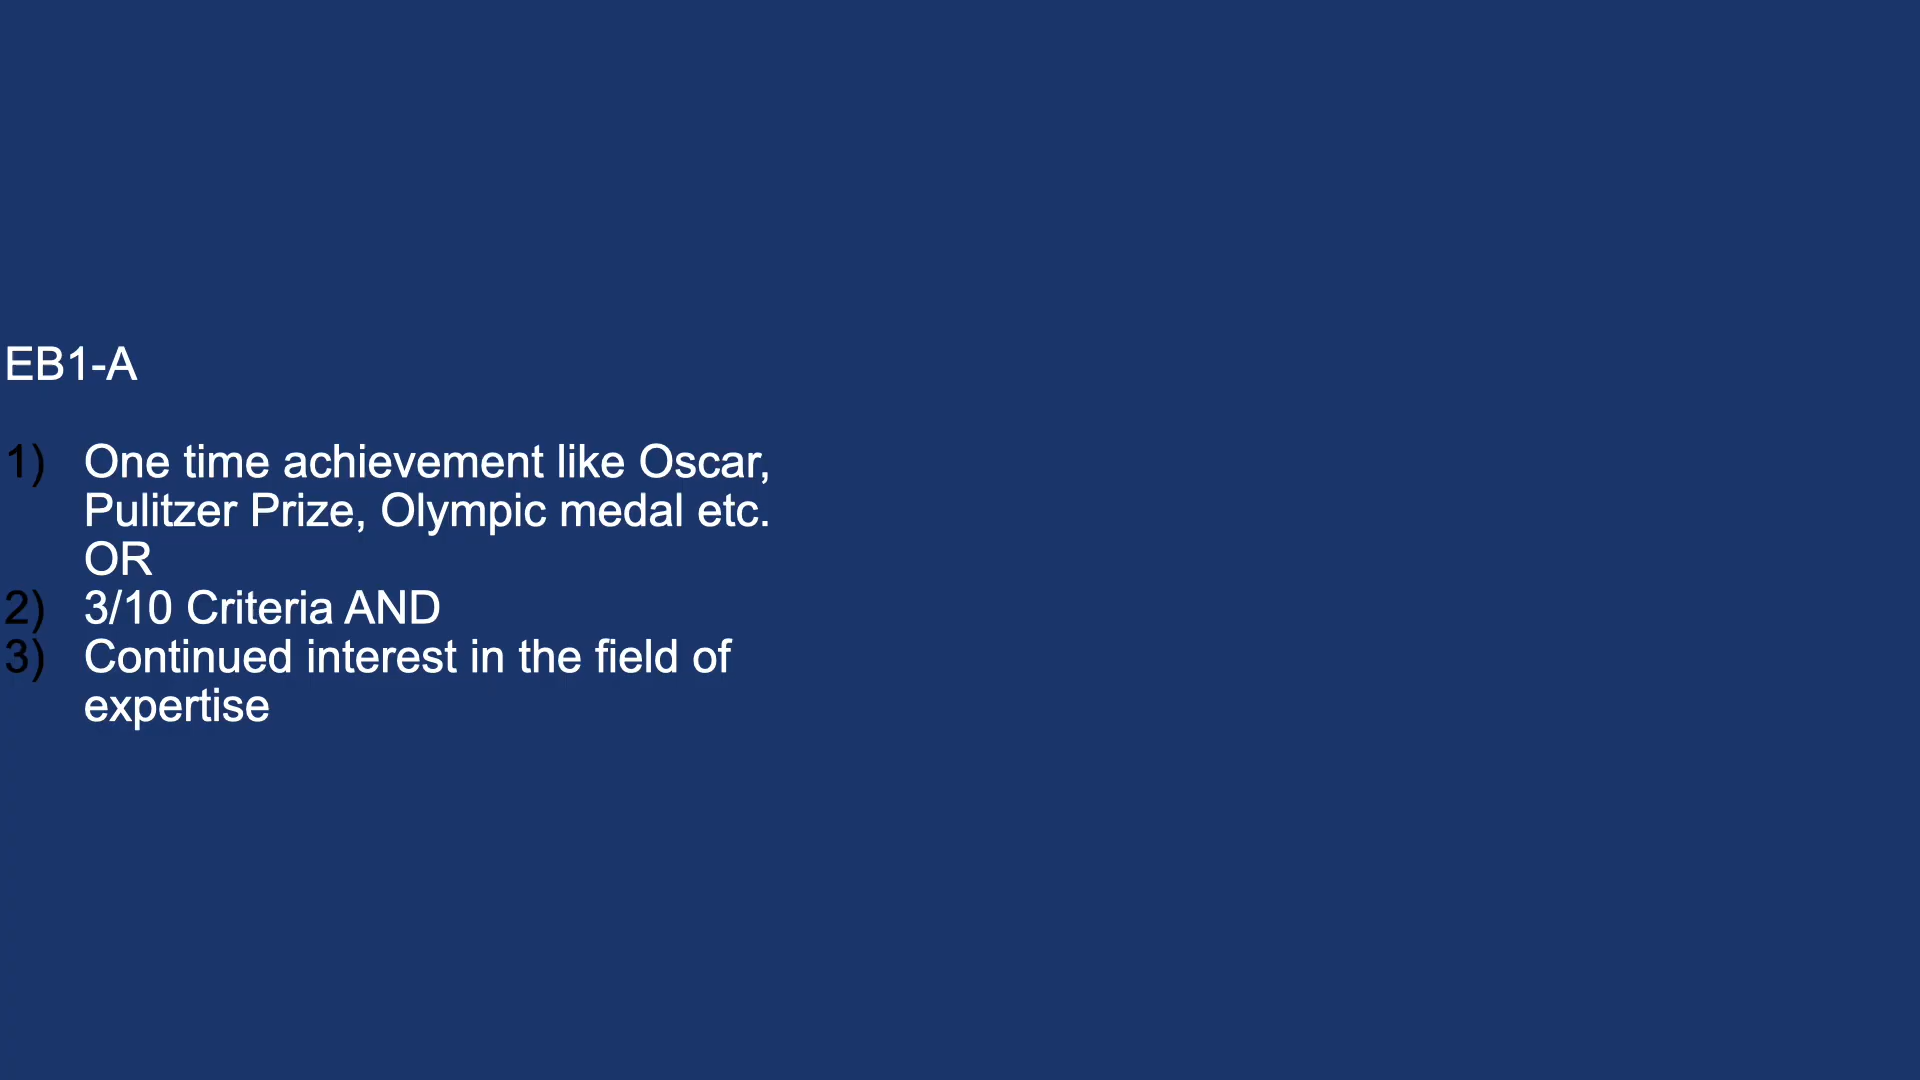 EB1-A
1) One time achievement like Oscar,
Pulitzer Prize, Olympic medal etc.
OR
2) 3/10 Criteria AND
3) Continued interest in the field of
expertise